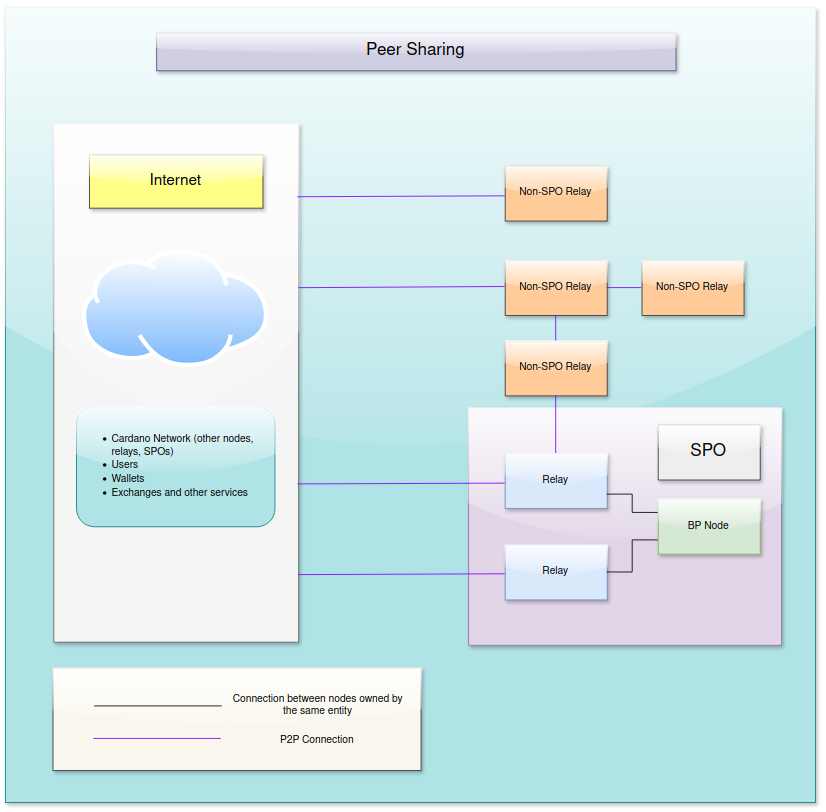 Peer Sharing
Internet
Non-SPO Relay
Non-SPO Relay
Non-SPO Relay
Non-SPO Relay
Cardano Network (other nodes,
relays, SPOs)
Users
Wallets
Exchanges and other services
SPO
Relay
BP Node
Relay
Connection between nodes owned by
the same entity
P2P Connection